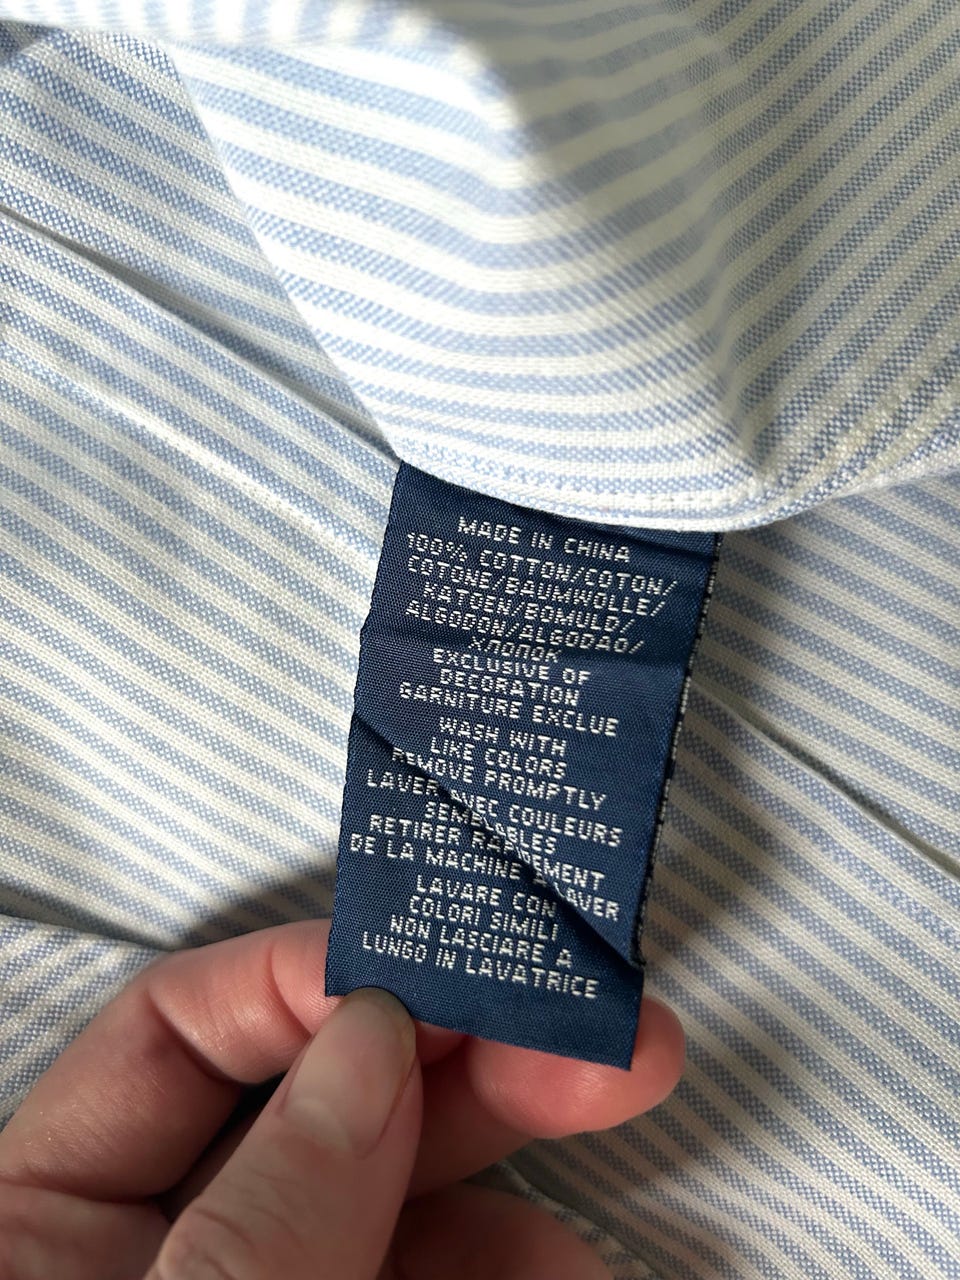 MADE IN CHINA
100% COTTON/COTON/
COTONE/BAUMWOLLE/
KATOEN/BOMULD/
ALGODON/ALGODAO/
ХЛОПОК
EXCLUSIVE OF
DECORATION
GARNITURE EXCLUE
WASH WITH
LIKE COLORS
REMOVE PROMPTLY
LAVER AVEC COULEURS
SEMBLABLES
RETIRER
DE LA MACHINE A LAVER
LAVARE CON
COLORI SIMILI
NON LASCIARE A
LUNGO IN LAVATRICE